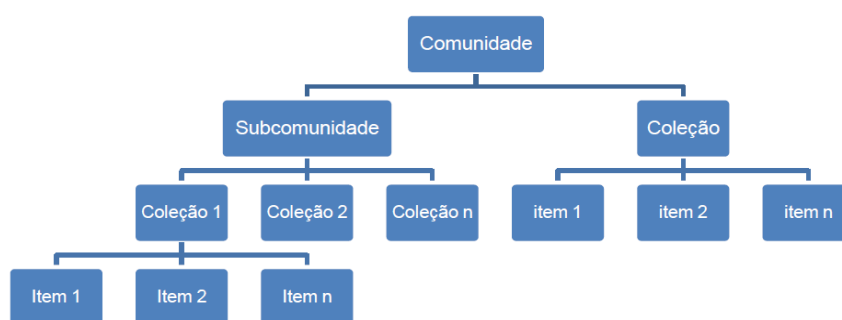 Comunidade
Subcomunidade
Coleção
Coleção 1
Coleção 2
Coleção n
item 1
item 2
item n
Item 1
Item 2
Item n